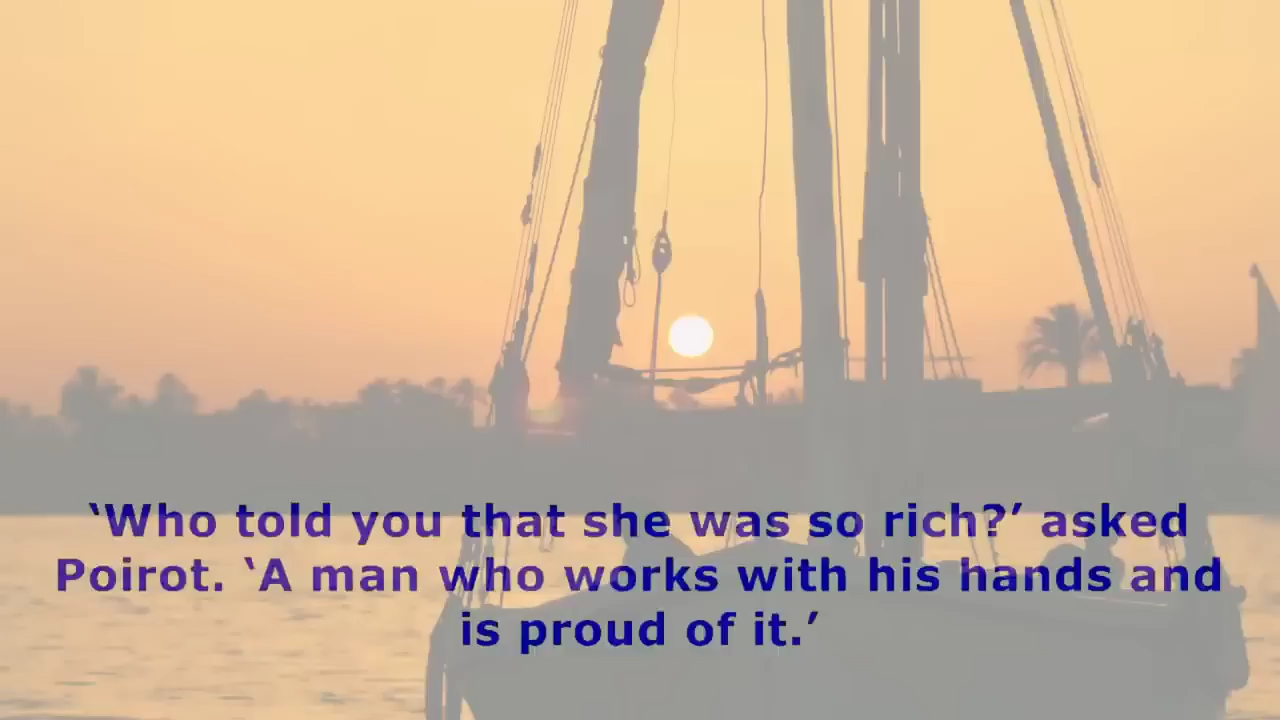 ‘Who told you that she was so rich?’ asked
Poirot. ‘A man who works with his hands and
is proud of it.’